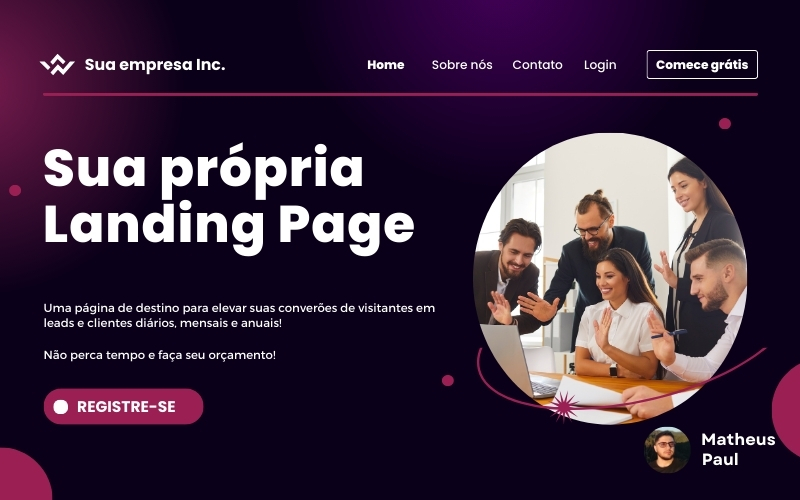 Sua empresa Inc.
Home
Sobre nós
Contato
Login
Comece grátis
Sua própria
Landing Page
Uma página de destino para elevar suas converões de visitantes em
leads e clientes diários, mensais e anuais!
Não perca tempo e faça seu orçamento!
REGISTRE-SE
Matheus
Paul